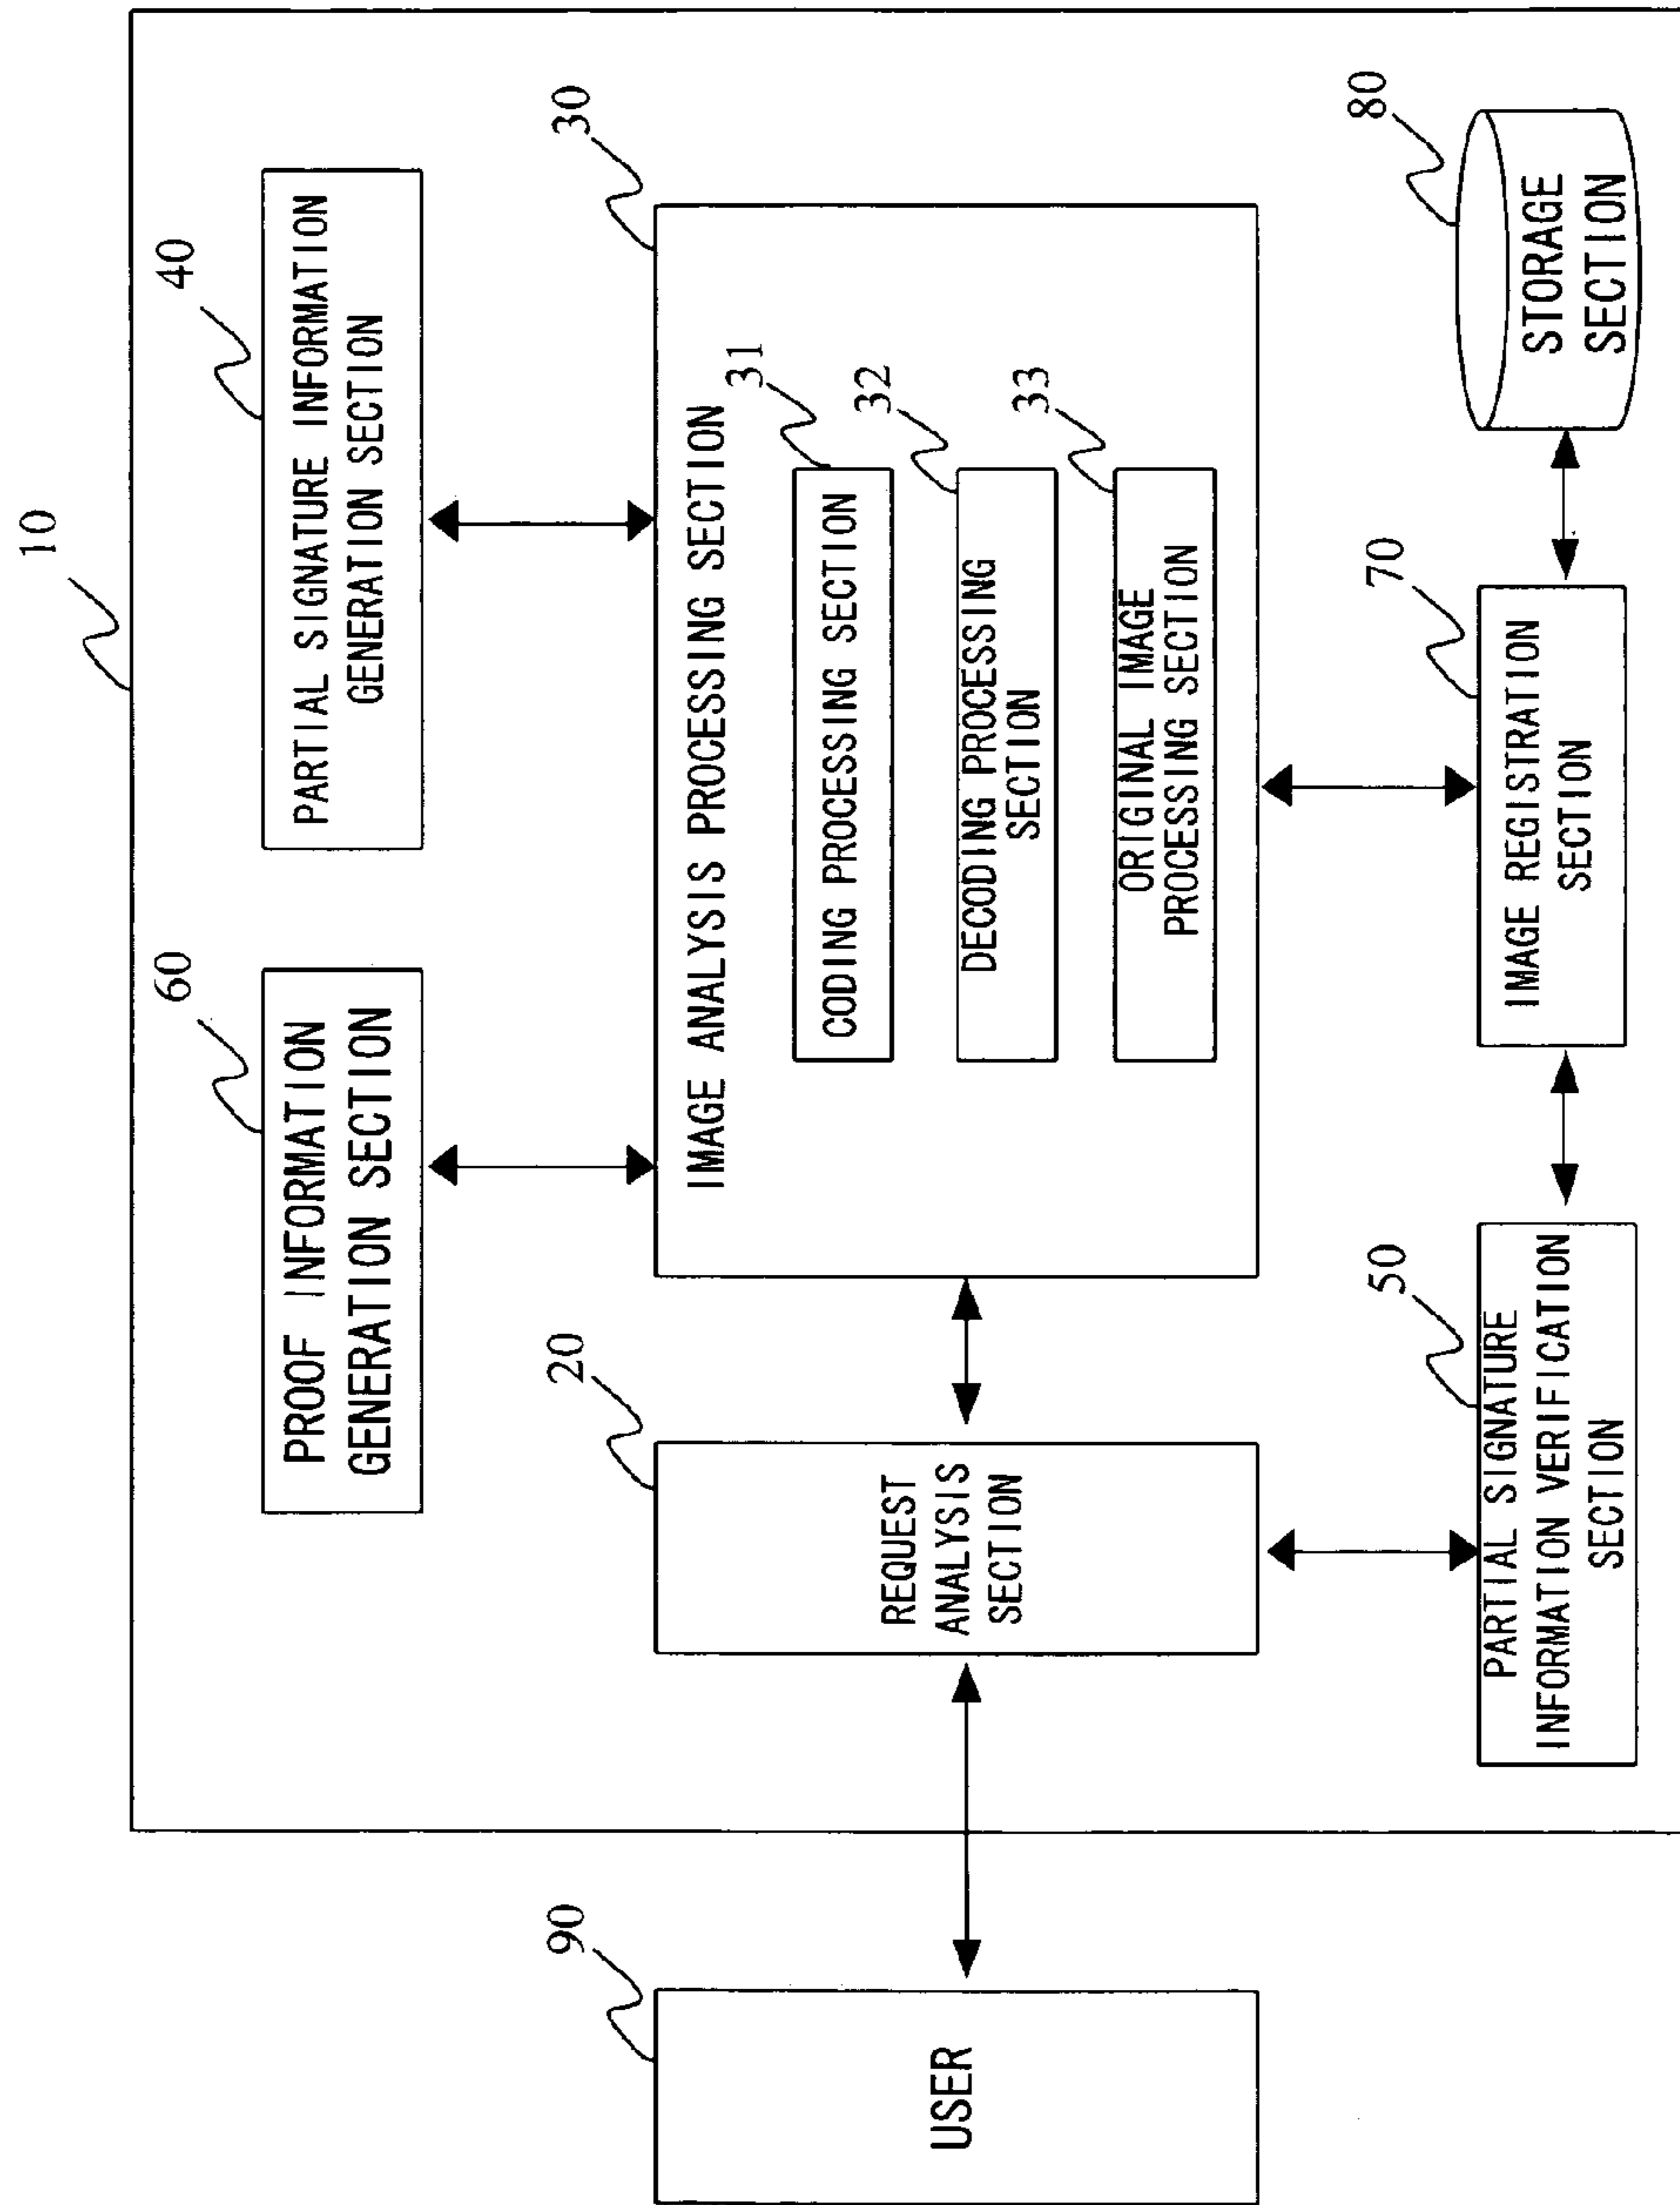 10
60
PROOF INFORMATION
GENERATION SECTION
40
PARTIAL SIGNATURE INFORMATION
GENERATION SECTION
90
USER
20
REQUEST
ANALYSIS
SECTION
30
IMAGE ANALYSIS PROCESSING SECTION
31
CODING PROCESSING SECTION
32
DECODING PROCESSING
SECTION
33
ORIGINAL IMAGE
PROCESSING SECTION
50
PARTIAL SIGNATURE
INFORMATION VERIFICATION
SECTION
70
IMAGE REGISTRATION
SECTION
80
STORAGE
SECTION